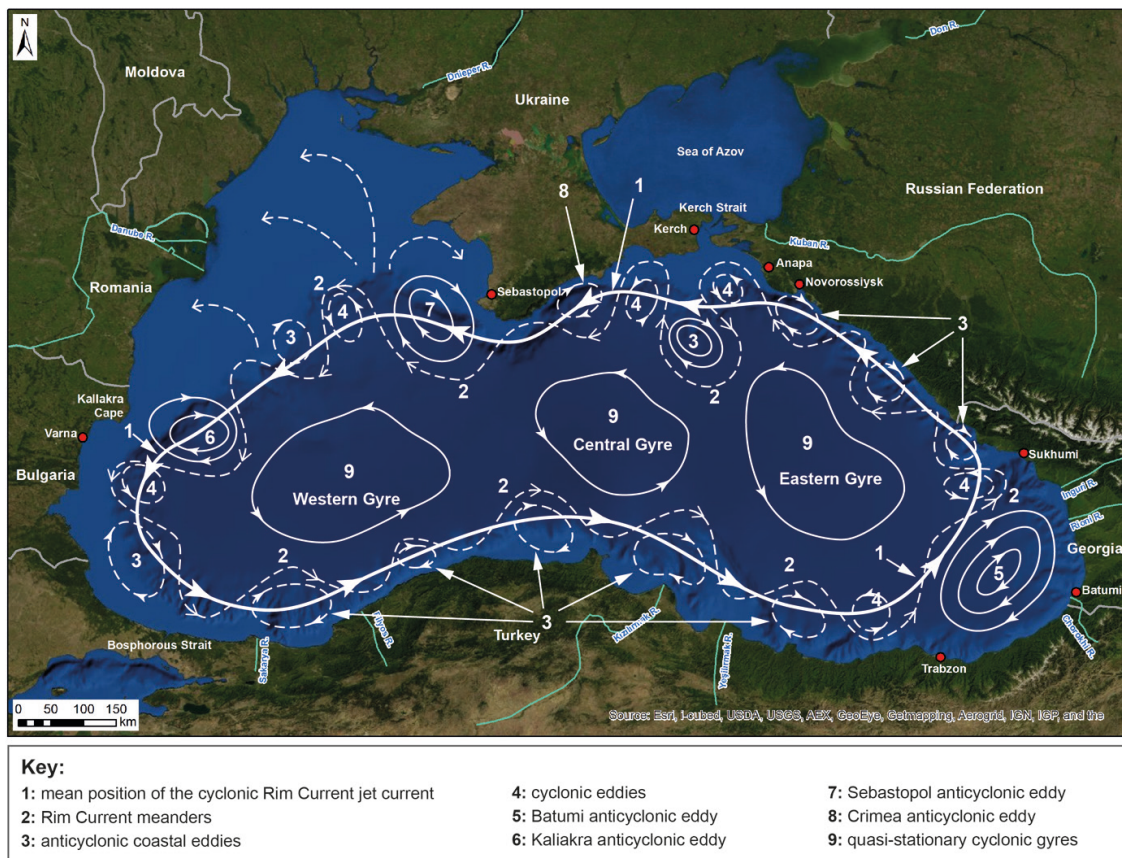 N
Moldova
Dnieper R.
Don R.
Ukraine
Sea of Azov
Russian Federation
8
1
Kerch Strait
Kerch
Kuban R.
Danube R.
Anapa
Romania
2
Sebastopol
4
Novorossiysk
4
7
4
3
3
3
2
2
Kallakra
Cape
9
Central Gyre
9
Eastern Gyre
1
6
Varna
Sukhumi
Bulgaria
9
Western Gyre
4
4
2
Inguri R.
2
Rioni R.
3
2
2
1
Georgia
5
Batumi
4
3
Turkey
Bosphorous Strait
Sakarya R.
Filyos R.
Kızılırmak R.
Yeşilırmak R.
Chorokhi R.
Trabzon
0 50 100 150
km
Source: Esri, i-cubed, USDA, USGS, AEX, GeoEye, Getmapping, Aerogrid, IGN, IGP, and the
Key:
1: mean position of the cyclonic Rim Current jet current
2: Rim Current meanders
3: anticyclonic coastal eddies
4: cyclonic eddies
5: Batumi anticyclonic eddy
6: Kaliakra anticyclonic eddy
7: Sebastopol anticyclonic eddy
8: Crimea anticyclonic eddy
9: quasi-stationary cyclonic gyres